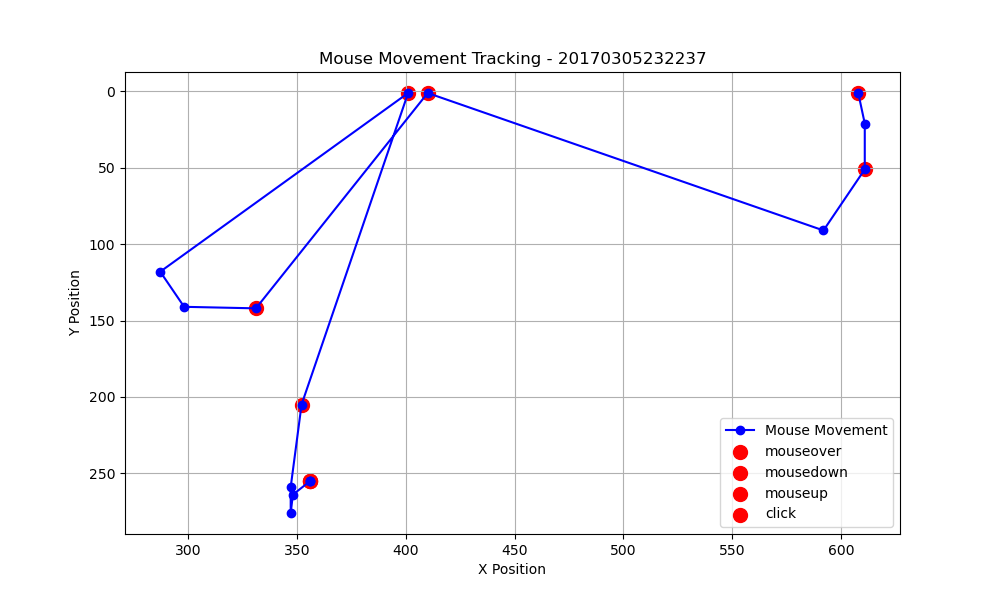 Mouse Movement Tracking - 20170305232237
0
50
100
150
200
250
Y Position
300 350 400 450 500 550 600
X Position
Mouse Movement
mouseover
mousedown
mouseup
click